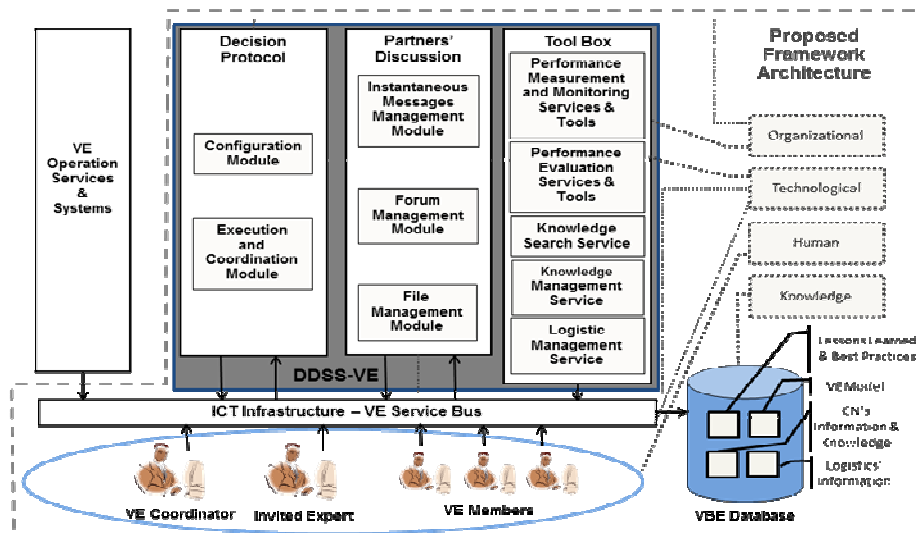 VE
Operation
Services
&
Systems
Decision
Protocol
Configuration
Module
Execution
and
Coordination
Module
Partners'
Discussion
Instantaneous
Messages
Management
Module
Forum
Management
Module
File
Management
Module
Tool Box
Performance
Measurement
and Monitoring
Services &
Tools
Performance
Evaluation
Services &
Tools
Knowledge
Search Service
Knowledge
Management
Service
Logistic
Management
Service
DDSS-VE
Proposed
Framework
Architecture
Organizational
Technological
Human
Knowledge
Lessons Learned
& Best Practices
VE Model
CN's
Information &
Knowledge
Logistics'
Information
ICT Infrastructure – VE Service Bus
VE Coordinator
Invited Expert
VE Members
VBE Database